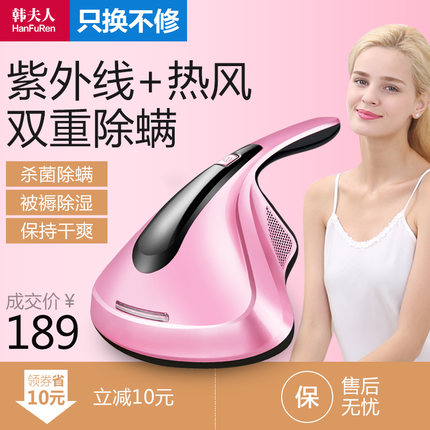 韩夫人
HanFuRen
只换不修
紫外线+热风
双重除螨
杀菌除螨
被褥除湿
保持干爽
成交价¥
189
领券省
10元
立减10元
保
售后
无忧